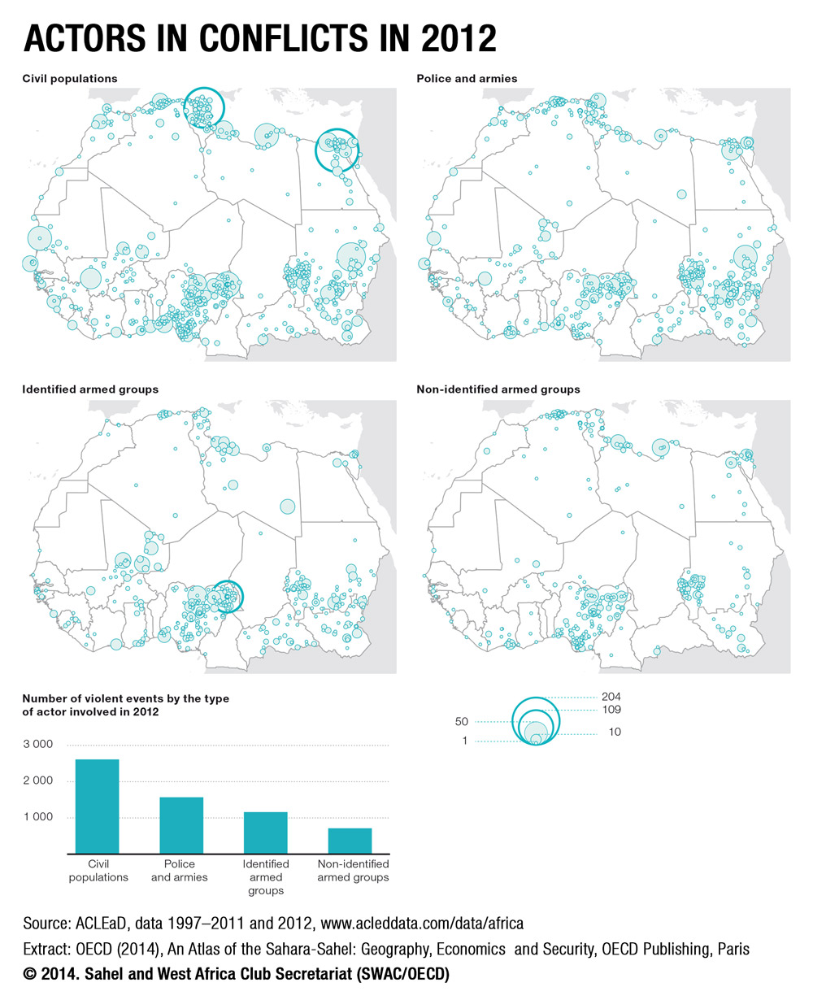 ACTORS IN CONFLICTS IN 2012
Civil populations
Police and armies
Identified armed groups
Non-identified armed groups
Number of violent events by the type
of actor involved in 2012
3 000
2 000
1 000
Civil
populations
Police
and armies
Identified
armed
groups
Non-identified
armed groups
204
109
50
10
1
Source: ACLEaD, data 1997–2011 and 2012, www.acleddata.com/data/africa
Extract: OECD (2014), An Atlas of the Sahara-Sahel: Geography, Economics and Security, OECD Publishing, Paris
© 2014. Sahel and West Africa Club Secretariat (SWAC/OECD)